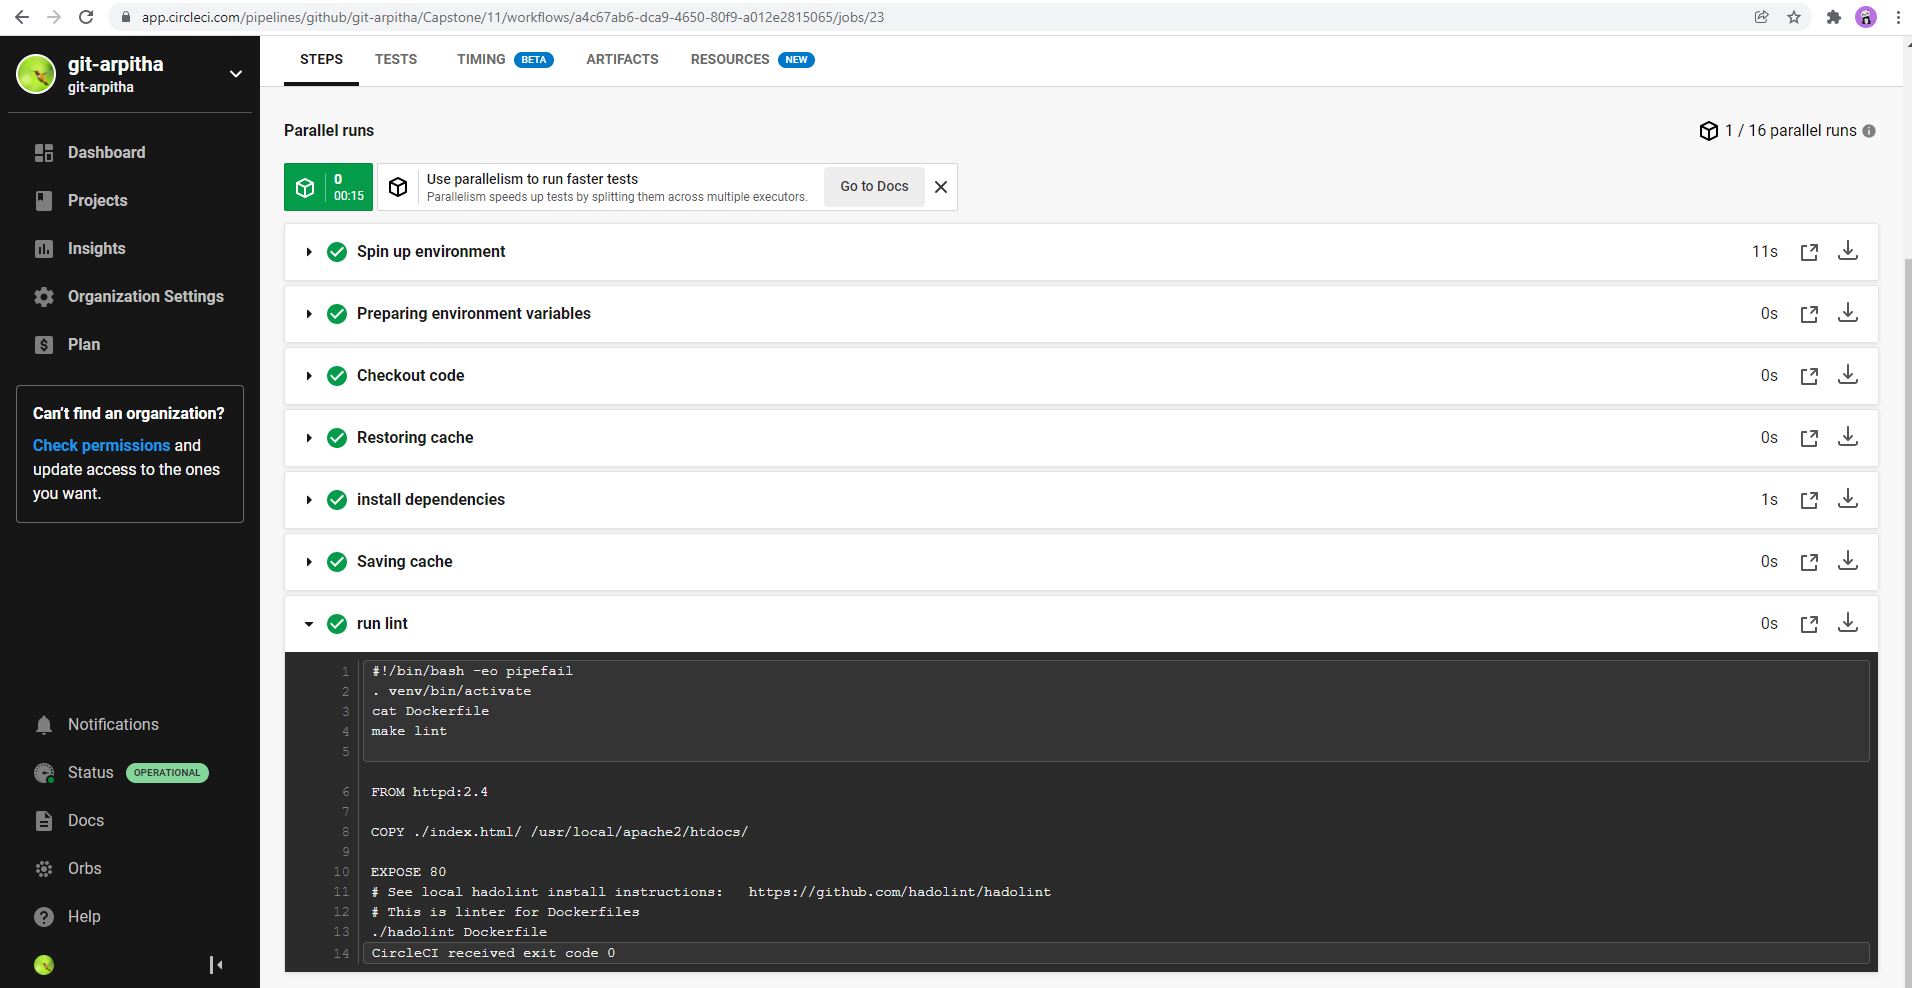 app.circleci.com/pipelines/github/git-arpitha/Capstone/11/workflows/a4c67ab6-dca9-4650-80f9-a012e2815065/jobs/23
git-arpitha
git-arpitha
Dashboard
Projects
Insights
Organization Settings
Plan
Can't find an organization?
Check permissions and
update access to the ones
you want.
Notifications
Status OPERATIONAL
Docs
Orbs
Help
STEPS TESTS TIMING BETA ARTIFACTS RESOURCES NEW
Parallel runs
1 / 16 parallel runs
0
00:15
Use parallelism to run faster tests
Parallelism speeds up tests by splitting them across multiple executors.
Go to Docs
Spin up environment 11s
Preparing environment variables 0s
Checkout code 0s
Restoring cache 0s
install dependencies 1s
Saving cache 0s
run lint 0s
1 #!/bin/bash -eo pipefail
2 . venv/bin/activate
3 cat Dockerfile
4 make lint
5
6 FROM httpd:2.4
7
8 COPY ./index.html/ /usr/local/apache2/htdocs/
9
10 EXPOSE 80
11 # See local hadolint install instructions:   https://github.com/hadolint/hadolint
12 # This is linter for Dockerfiles
13 ./hadolint Dockerfile
14 CircleCI received exit code 0